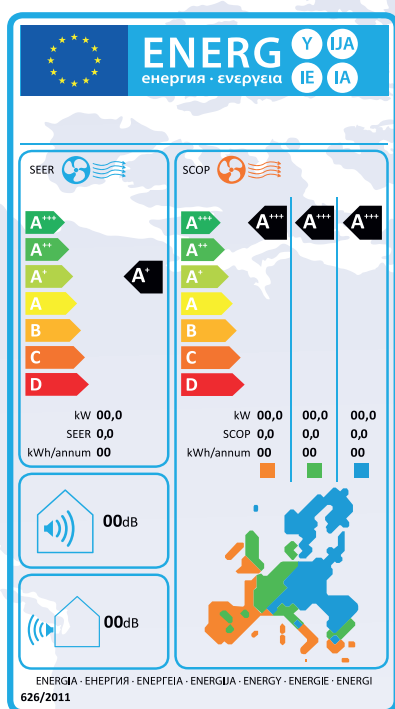 ENERG
енергия · ενεργεια
Y IJA
IE IA
SEER
A+++
A++
A+
A
B
C
D
A+
kW 00,0
SEER 0,0
kWh/annum 00
SCOP
A+++
A++
A+
A
B
C
D
A+++ A+++ A+++
kW 00,0 00,0 00,0
SCOP 0,0 0,0 0,0
kWh/annum 00 00 00
00dB
00dB
ENERGIA · ЕНЕРГИЯ · ΕΝΕΡΓΕΙΑ · ENERGIJA · ENERGY · ENERGIE · ENERGI
626/2011